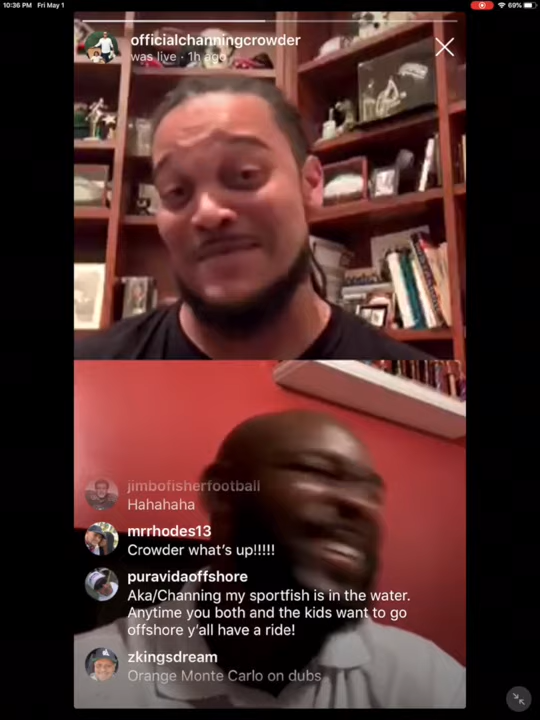 10:36 PM Fri May 1
69%
officialchanningcrowder
was live · 1h ago
jimbofisherfootball
Hahahaha
mrrhodes13
Crowder what's up!!!!!
puravidaoffshore
Aka/Channing my sportfish is in the water.
Anytime you both and the kids want to go
offshore y'all have a ride!
zkingsdream
Orange Monte Carlo on dubs